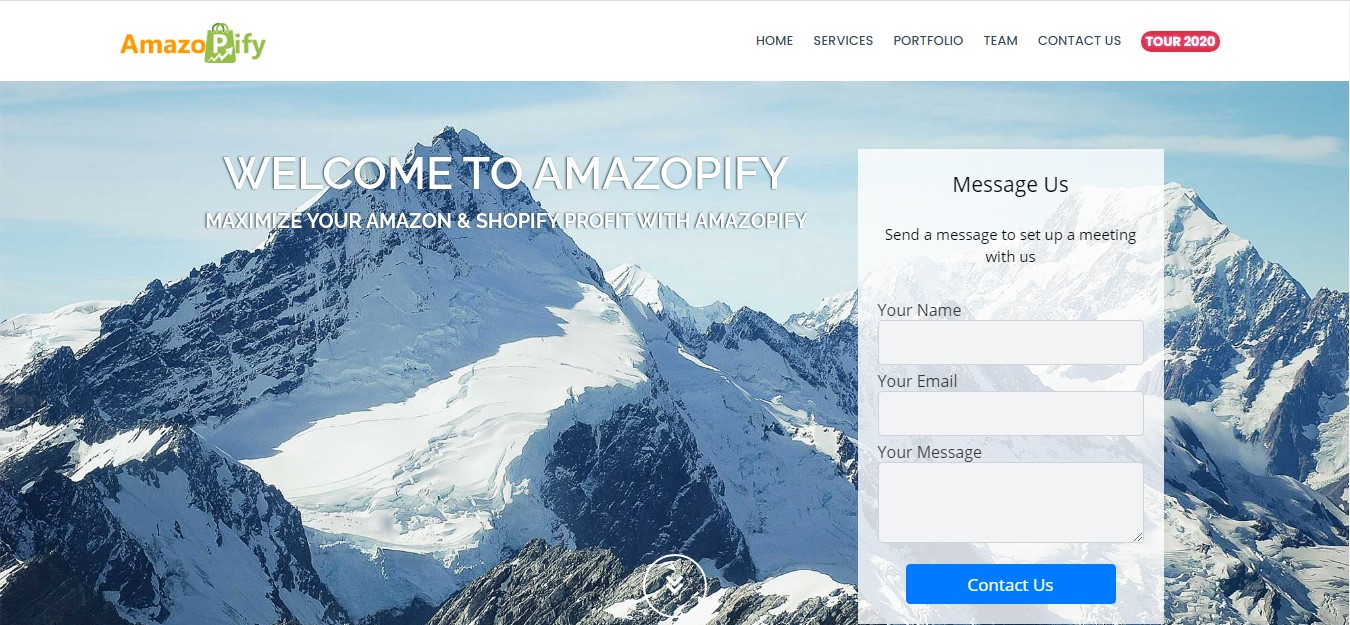 AmazoPify
HOME
SERVICES
PORTFOLIO
TEAM
CONTACT US
TOUR 2020
WELCOME TO AMAZOPIFY
MAXIMIZE YOUR AMAZON & SHOPIFY PROFIT WITH AMAZOPIFY
Message Us
Send a message to set up a meeting
with us
Your Name
Your Email
Your Message
Contact Us